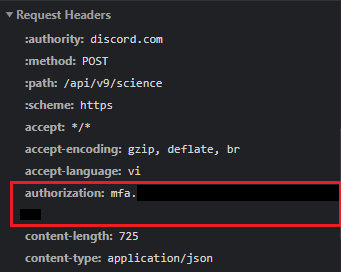 Request Headers
:authority: discord.com
:method: POST
:path: /api/v9/science
:scheme: https
accept: */*
accept-encoding: gzip, deflate, br
accept-language: vi
authorization: mfa.
content-length: 725
content-type: application/json